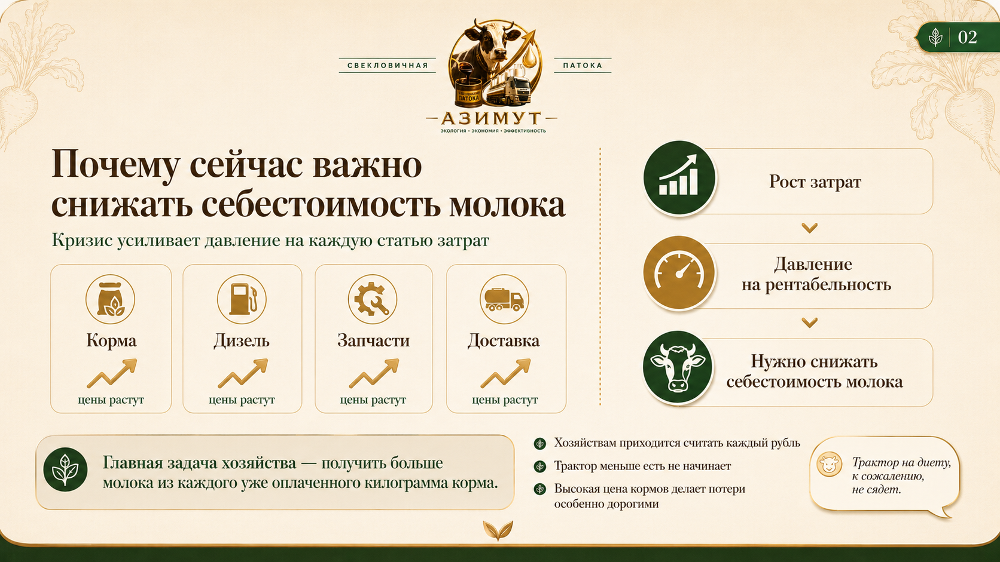 СВЕКЛОВИЧНАЯ
ПАТОКА
02
ПАТОКА
АЗИМУТ
ЭКОЛОГИЯ • ЭКОНОМИЯ • ЭФФЕКТИВНОСТЬ
Почему сейчас важно
снижать себестоимость молока
Кризис усиливает давление на каждую статью затрат
Корма
цены растут
Дизель
цены растут
Запчасти
цены растут
Доставка
цены растут
Рост затрат
Давление
на рентабельность
Нужно снижать
себестоимость молока
Главная задача хозяйства — получить больше
молока из каждого уже оплаченного килограмма корма.
Хозяйствам приходится считать каждый рубль
Трактор меньше есть не начинает
Высокая цена кормов делает потери
особенно дорогими
Трактор на диету,
к сожалению,
не сядет.